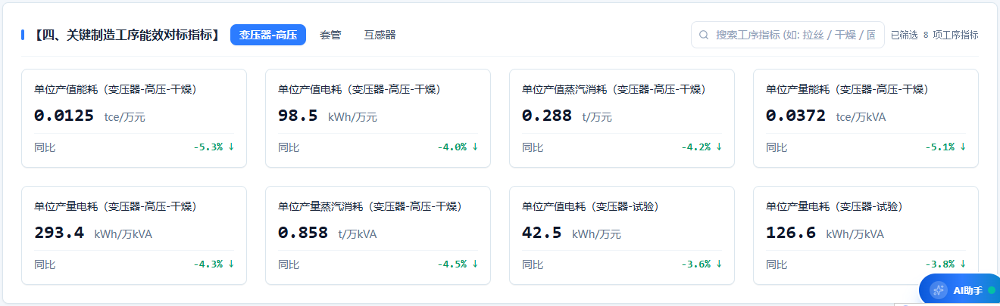 【四、关键制造工序能效对标指标】 变压器-高压 套管 互感器 搜索工序指标 (如: 拉丝 / 干燥 / 已筛选 8 项工序指标
单位产值能耗（变压器-高压-干燥） 单位产值电耗（变压器-高压-干燥） 单位产值蒸汽消耗（变压器-高压-干燥） 单位产量能耗（变压器-高压-干燥）
0.0125 tce/万元 98.5 kWh/万元 0.288 t/万元 0.0372 tce/万kVA
同比 -5.3% ↓ 同比 -4.0% ↓ 同比 -4.2% ↓ 同比 -5.1% ↓
单位产量电耗（变压器-高压-干燥） 单位产量蒸汽消耗（变压器-高压-干燥） 单位产值电耗（变压器-试验） 单位产量电耗（变压器-试验）
293.4 kWh/万kVA 0.858 t/万kVA 42.5 kWh/万元 126.6 kWh/万kVA
同比 -4.3% ↓ 同比 -4.5% ↓ 同比 -3.6% ↓ 同比 -3.8% ↓
AI助手